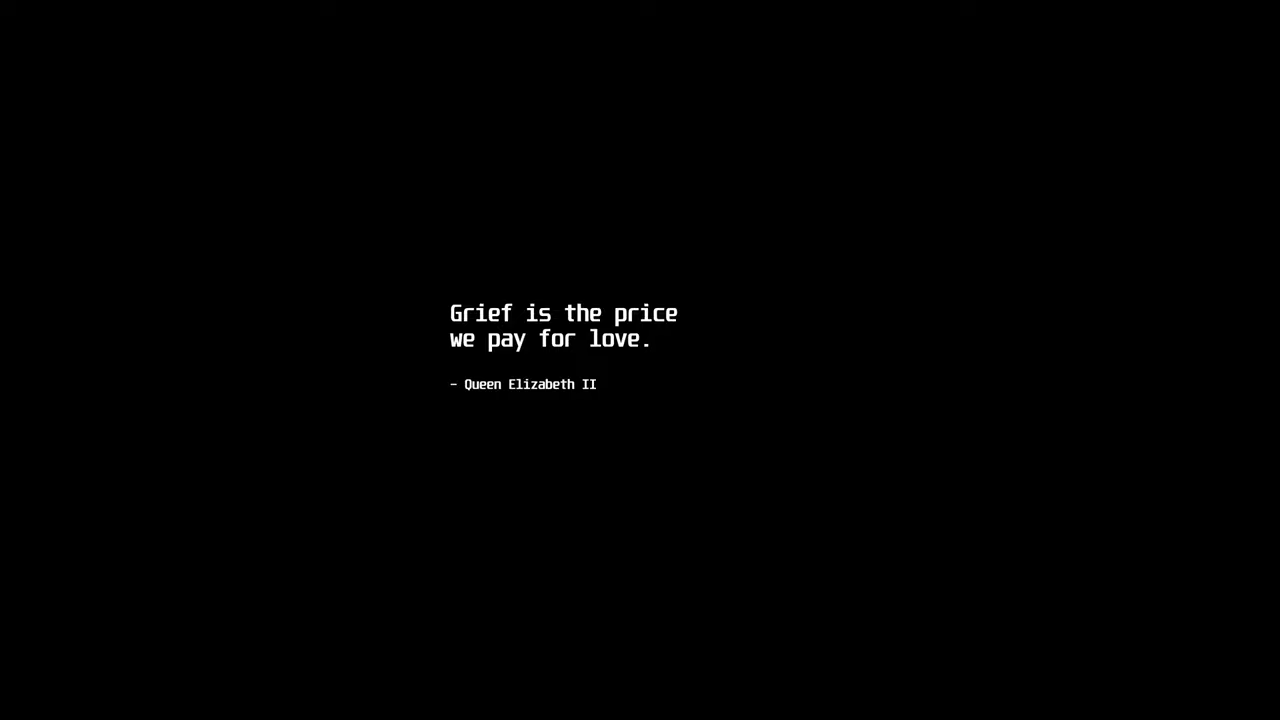 Grief is the price
we pay for love.
- Queen Elizabeth II